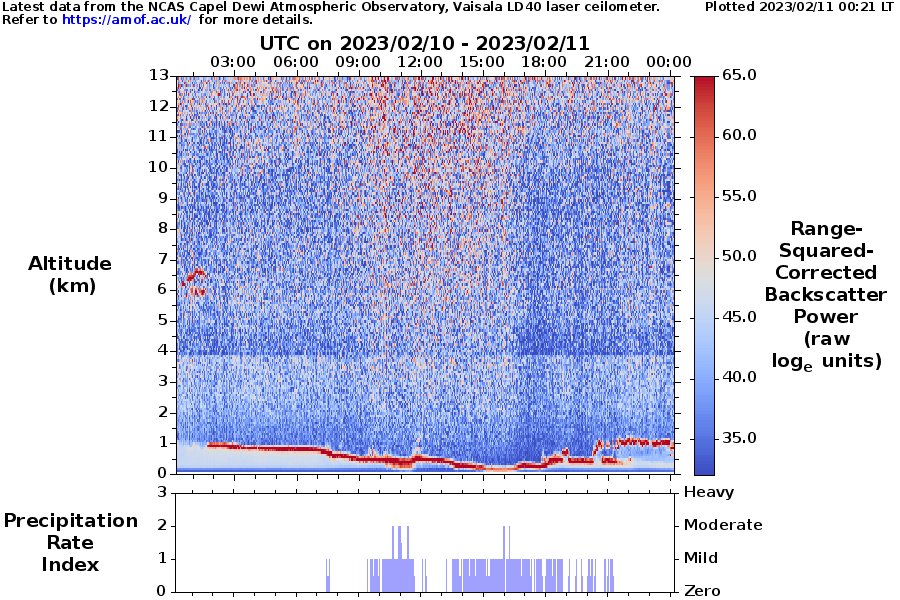 Latest data from the NCAS Capel Dewi Atmospheric Observatory, Vaisala LD40 laser ceilometer.
Plotted 2023/02/11 00:21 LT
Refer to https://amof.ac.uk/ for more details.
UTC on 2023/02/10 - 2023/02/11
03:00 06:00 09:00 12:00 15:00 18:00 21:00 00:00
13
12
11
10
9
8
7
6
5
4
3
2
1
0
Altitude
(km)
65.0
60.0
55.0
50.0
45.0
40.0
35.0
Range-
Squared-
Corrected
Backscatter
Power
(raw
loge units)
Precipitation
Rate
Index
3
2
1
0
Heavy
Moderate
Mild
Zero